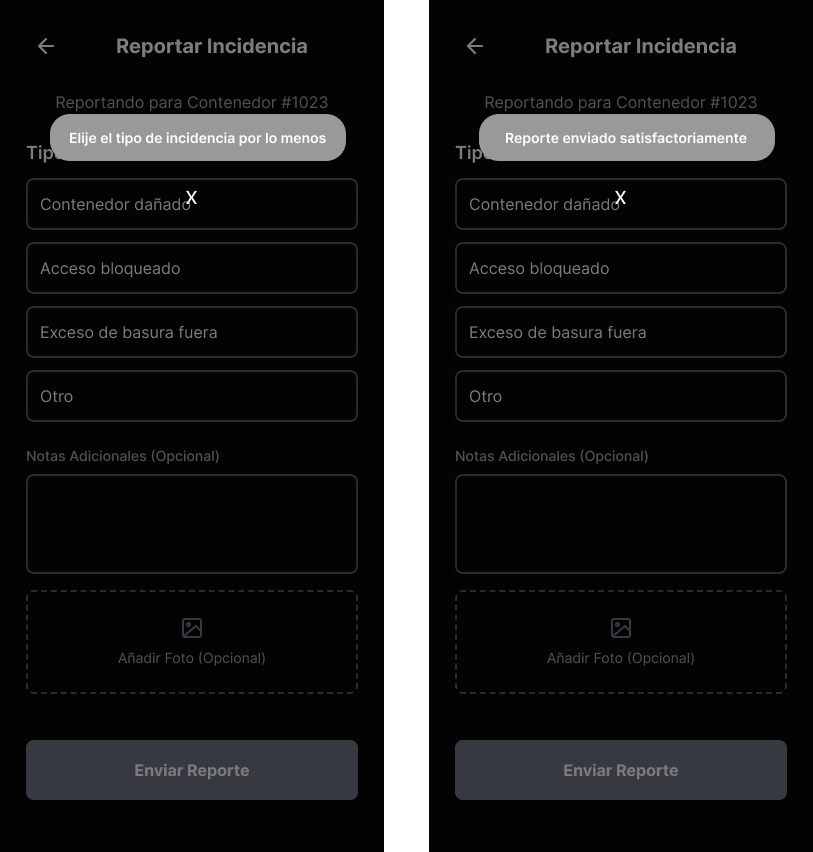 Reportar Incidencia
Reportando para Contenedor #1023
Elije el tipo de incidencia por lo menos
Tipo
X
Contenedor dañado
Acceso bloqueado
Exceso de basura fuera
Otro
Notas Adicionales (Opcional)
Añadir Foto (Opcional)
Enviar Reporte
Reportar Incidencia
Reportando para Contenedor #1023
Reporte enviado satisfactoriamente
Tipo
X
Contenedor dañado
Acceso bloqueado
Exceso de basura fuera
Otro
Notas Adicionales (Opcional)
Añadir Foto (Opcional)
Enviar Reporte